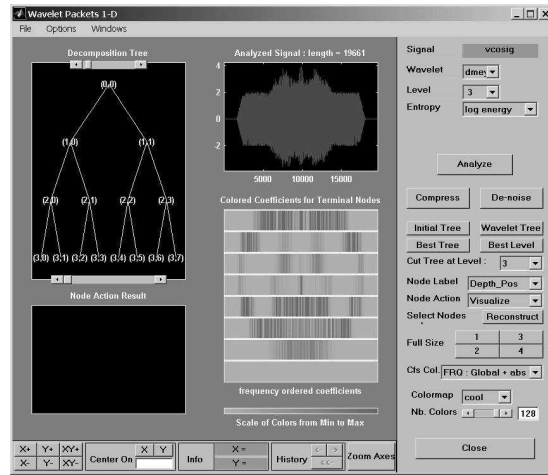 Wavelet Packets 1-D
File Options Windows
Decomposition Tree
(0,0)
(1,0) (1,1)
(2,0) (2,1) (2,2) (2,3)
(3,0) (3,1) (3,2) (3,3) (3,4) (3,5) (3,6) (3,7)
Node Action Result
Analyzed Signal : length = 19661
4
2
0
-2
5000 10000 15000
Colored Coefficients for Terminal Nodes
frequency ordered coefficients
Scale of Colors from Min to Max
Signal vcosig
Wavelet dmey
Level 3
Entropy log energy
Analyze
Compress De-noise
Initial Tree Wavelet Tree
Best Tree Best Level
Cut Tree at Level : 3
Node Label Depth_Pos
Node Action Visualize
Select Nodes Reconstruct
Full Size 1 3
2 4
Cfs Col. FRQ : Global + abs
Colormap cool
Nb. Colors 128
Close
X+ Y+ XY+
X- Y- XY-
Center On X Y
Info X =
Y =
History <- ->
<<-
Zoom Axes